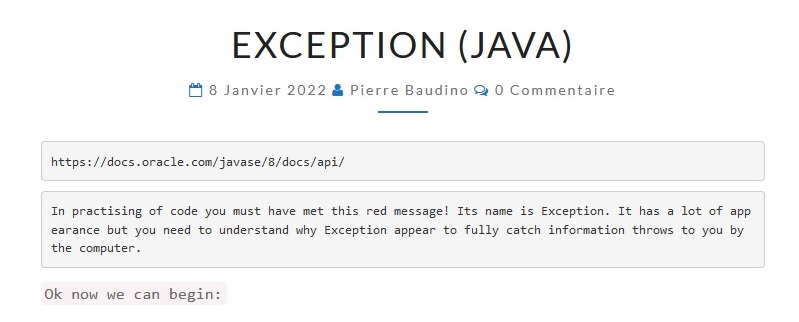 EXCEPTION (JAVA)
8 Janvier 2022 Pierre Baudino 0 Commentaire
https://docs.oracle.com/javase/8/docs/api/
In practising of code you must have met this red message! Its name is Exception. It has a lot of app
earance but you need to understand why Exception appear to fully catch information throws to you by
the computer.
Ok now we can begin: